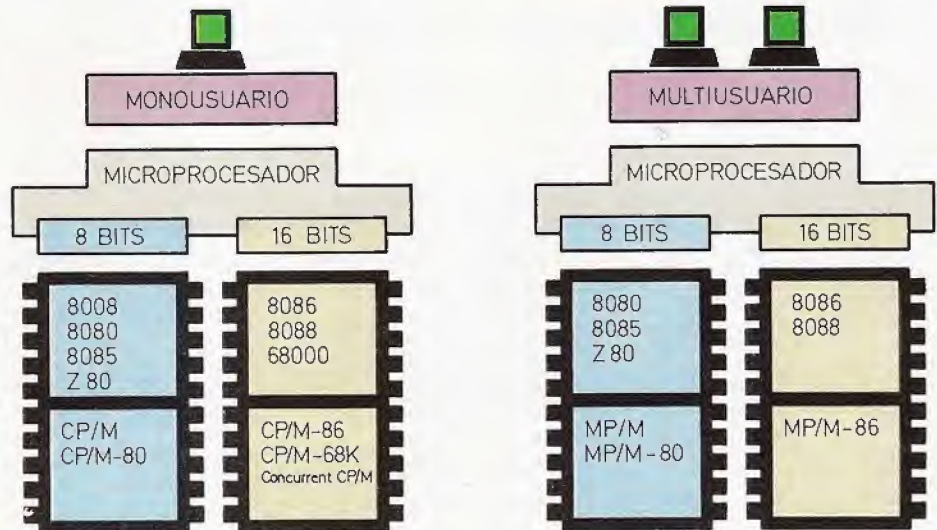 MONOUSUARIO
MICROPROCESADOR
8 BITS
16 BITS
8008
8080
8085
Z 80
8086
8088
68000
CP/M
CP/M-80
CP/M-86
CP/M-68K
Concurrent CP/M
MULTIUSUARIO
MICROPROCESADOR
8 BITS
16 BITS
8080
8085
Z 80
8086
8088
MP/M
MP/M-80
MP/M-86